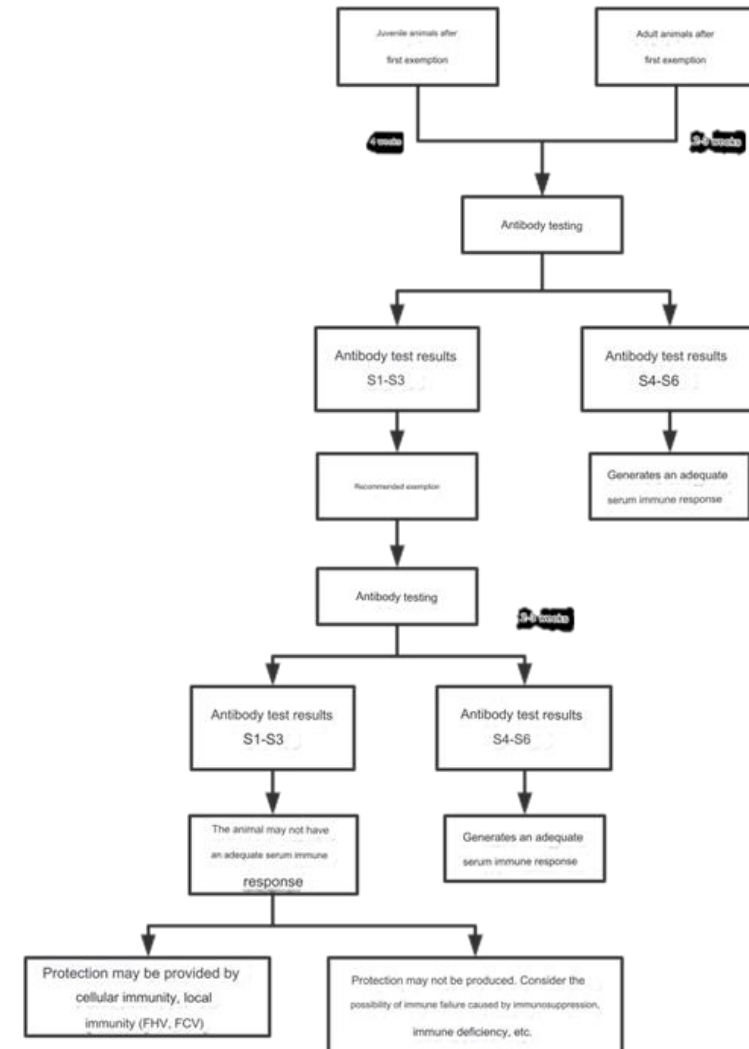 Juvenile animals after
first exemption
Adult animals after
first exemption
4 weeks
weeks
Antibody testing
Antibody test results
S1-S3
Antibody test results
S4-S6
Recommended exemption
Generates an adequate
serum immune response
Antibody testing
weeks
Antibody test results
S1-S3
Antibody test results
S4-S6
The animal may not have
an adequate serum immune
response
Generates an adequate
serum immune response
Protection may be provided by
cellular immunity, local
immunity (FHV, FCV)
Protection may not be produced. Consider the
possibility of immune failure caused by immunosuppression,
immune deficiency, etc.